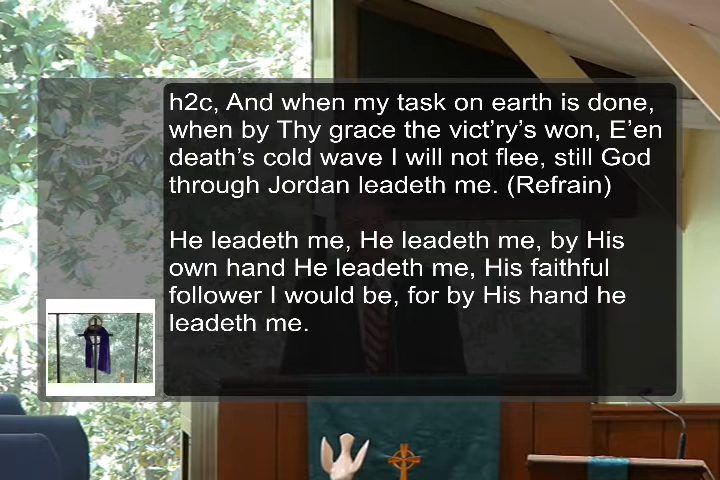 h2c, And when my task on earth is done,
when by Thy grace the vict’ry’s won, E’en
death’s cold wave I will not flee, still God
through Jordan leadeth me. (Refrain)
He leadeth me, He leadeth me, by His
own hand He leadeth me, His faithful
follower I would be, for by His hand he
leadeth me.